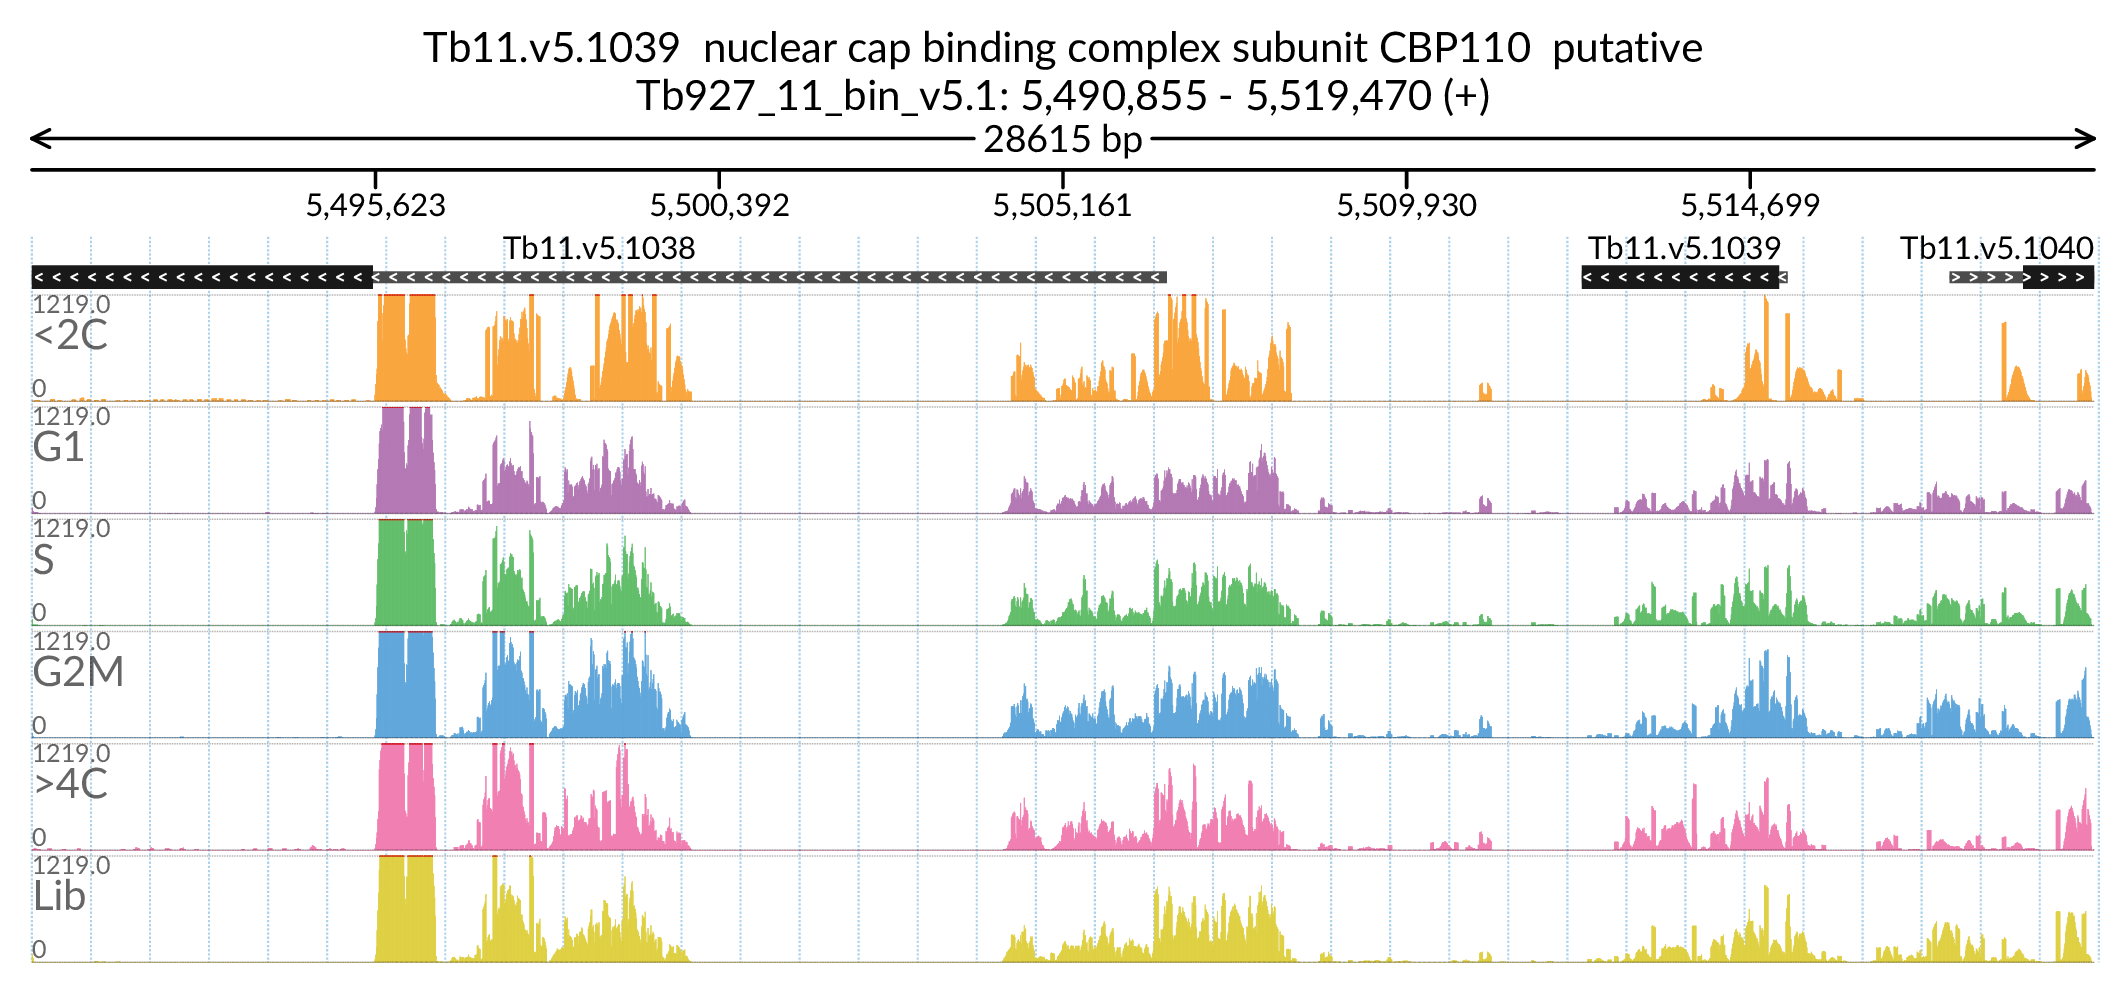 Tb11.v5.1039  nuclear cap binding complex subunit CBP110  putative
Tb927_11_bin_v5.1: 5,490,855 - 5,519,470 (+)
28615 bp
5,495,623 5,500,392 5,505,161 5,509,930 5,514,699
Tb11.v5.1038 Tb11.v5.1039 Tb11.v5.1040
1219.0
<2C
0
1219.0
G1
0
1219.0
S
0
1219.0
G2M
0
1219.0
>4C
0
1219.0
Lib
0